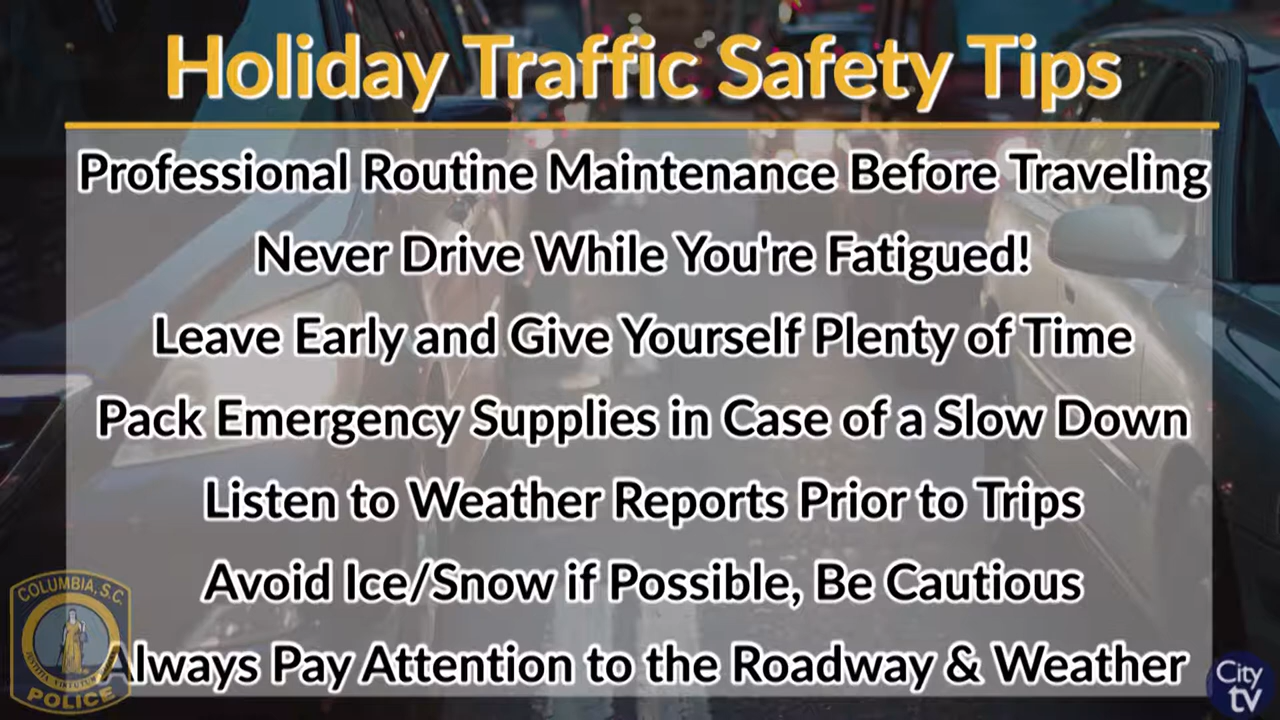 Holiday Traffic Safety Tips
Professional Routine Maintenance Before Traveling
Never Drive While You're Fatigued!
Leave Early and Give Yourself Plenty of Time
Pack Emergency Supplies in Case of a Slow Down
Listen to Weather Reports Prior to Trips
Avoid Ice/Snow if Possible, Be Cautious
Always Pay Attention to the Roadway & Weather
COLUMBIA, S.C.
POLICE
City
tv